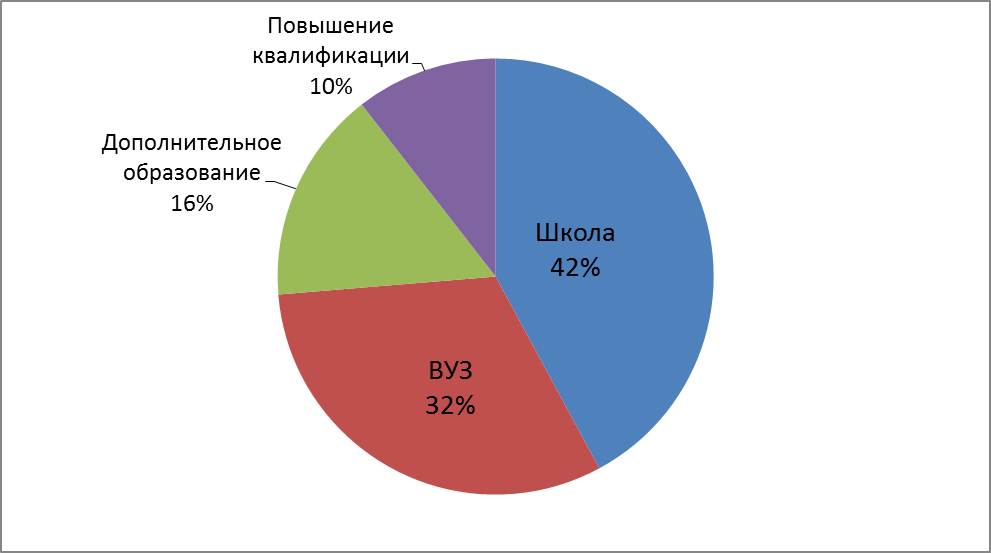 Повышение
квалификации
10%
Дополнительное
образование
16%
Школа
42%
ВУЗ
32%